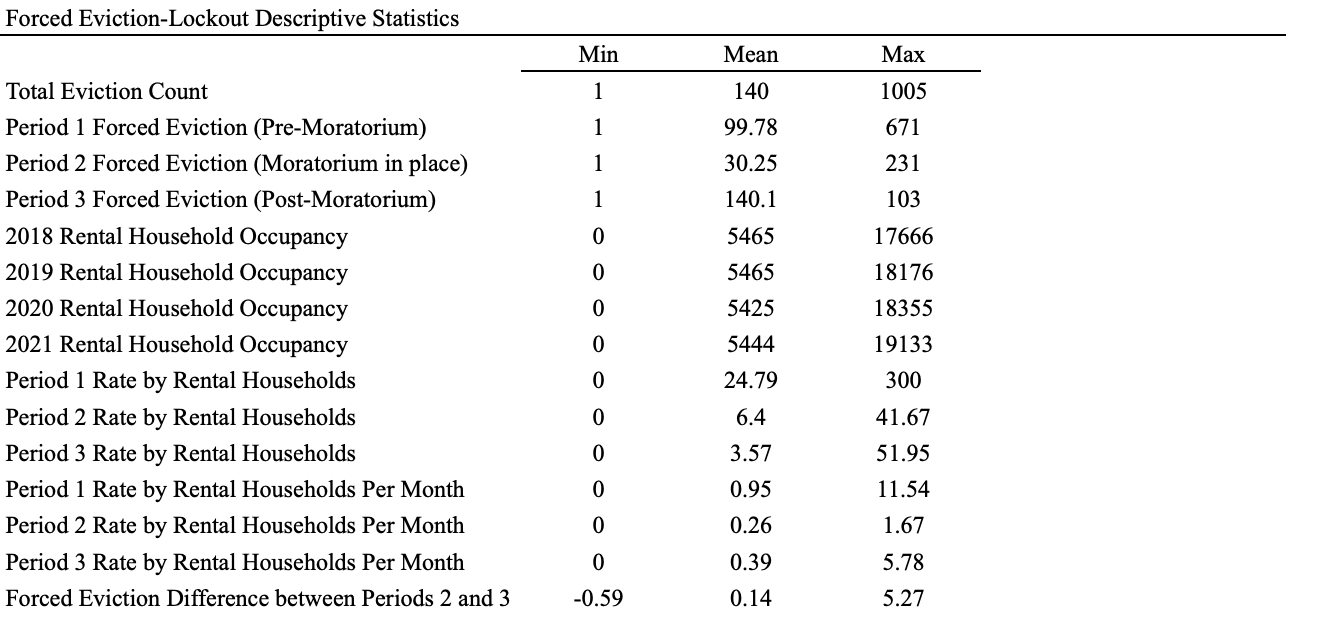 Forced Eviction-Lockout Descriptive Statistics
Min Mean Max
Total Eviction Count 1 140 1005
Period 1 Forced Eviction (Pre-Moratorium) 1 99.78 671
Period 2 Forced Eviction (Moratorium in place) 1 30.25 231
Period 3 Forced Eviction (Post-Moratorium) 1 140.1 103
2018 Rental Household Occupancy 0 5465 17666
2019 Rental Household Occupancy 0 5465 18176
2020 Rental Household Occupancy 0 5425 18355
2021 Rental Household Occupancy 0 5444 19133
Period 1 Rate by Rental Households 0 24.79 300
Period 2 Rate by Rental Households 0 6.4 41.67
Period 3 Rate by Rental Households 0 3.57 51.95
Period 1 Rate by Rental Households Per Month 0 0.95 11.54
Period 2 Rate by Rental Households Per Month 0 0.26 1.67
Period 3 Rate by Rental Households Per Month 0 0.39 5.78
Forced Eviction Difference between Periods 2 and 3 -0.59 0.14 5.27